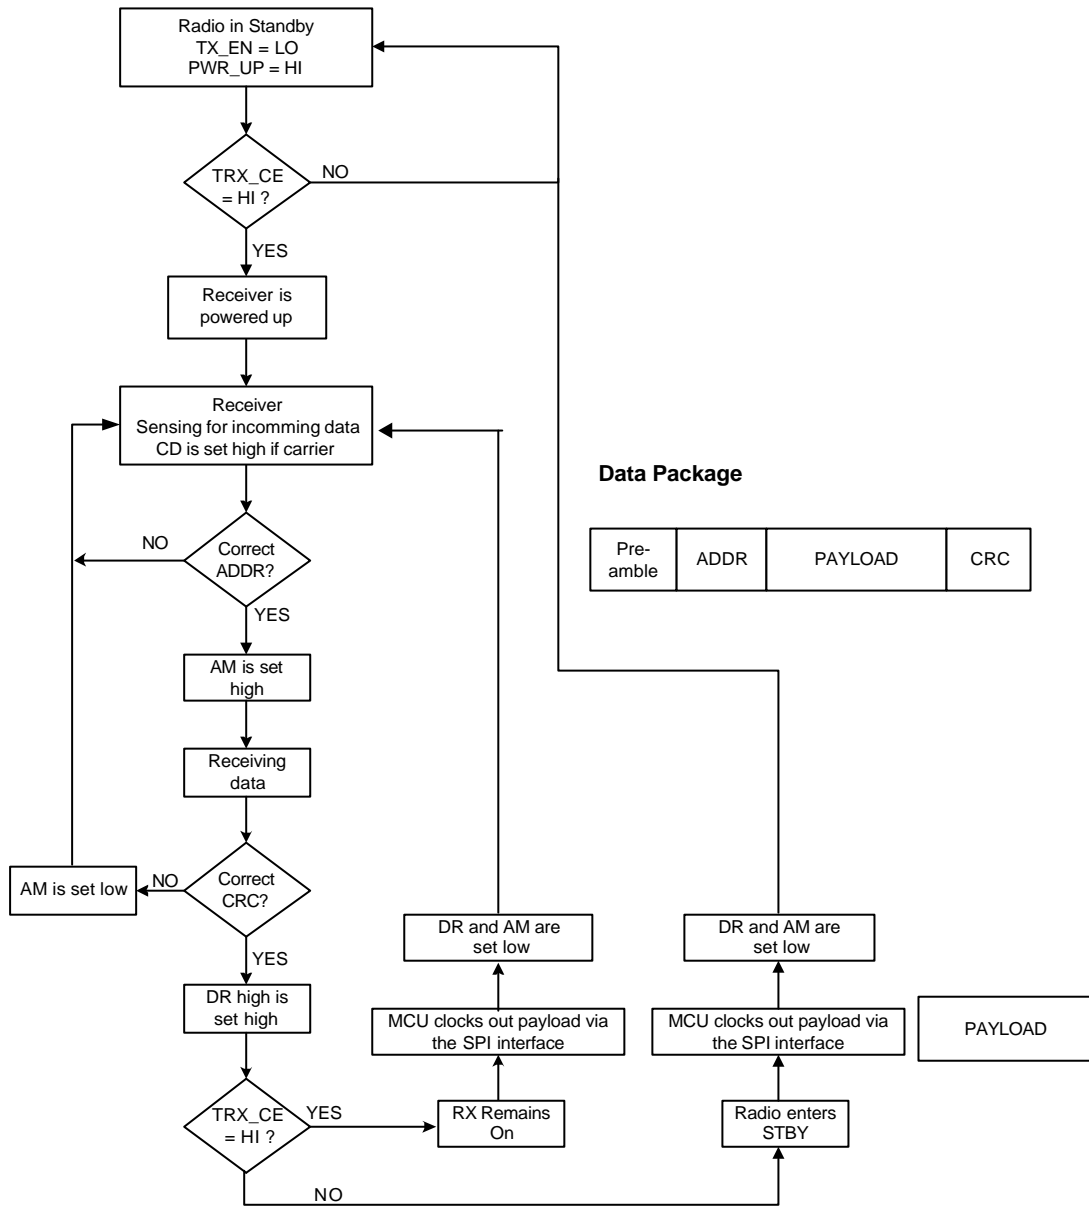 Radio in Standby
TX_EN = LO
PWR_UP = HI
TRX_CE
= HI ?
NO
YES
Receiver is
powered up
Receiver
Sensing for incomming data
CD is set high if carrier
Data Package
Pre-
amble
ADDR
PAYLOAD
CRC
NO
Correct
ADDR?
YES
AM is set
high
Receiving
data
AM is set low
NO
Correct
CRC?
YES
DR and AM are
set low
DR and AM are
set low
DR high is
set high
MCU clocks out payload via
the SPI interface
MCU clocks out payload via
the SPI interface
PAYLOAD
TRX_CE
= HI ?
YES
RX Remains
On
Radio enters
STBY
NO